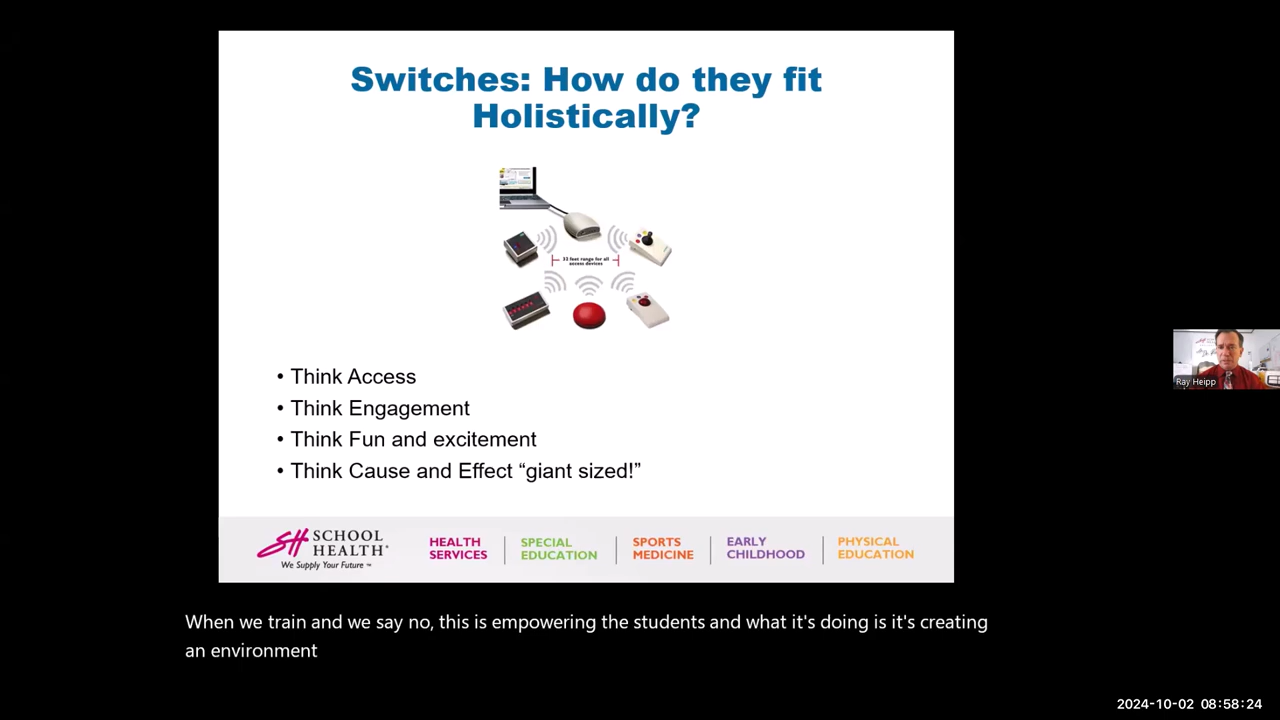 Switches: How do they fit
Holistically?
33 feet range for all
access devices
• Think Access
• Think Engagement
• Think Fun and excitement
• Think Cause and Effect “giant sized!”
SH SCHOOL
HEALTH®
We Supply Your Future ™
HEALTH
SERVICES
SPECIAL
EDUCATION
SPORTS
MEDICINE
EARLY
CHILDHOOD
PHYSICAL
EDUCATION
Ray Heipp
When we train and we say no, this is empowering the students and what it's doing is it's creating
an environment
2024-10-02 08:58:24